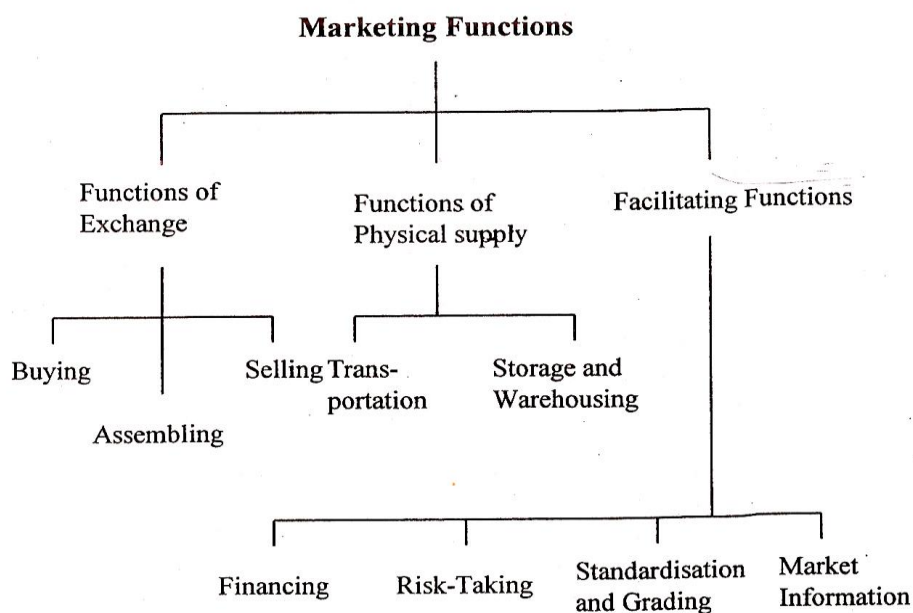 Marketing Functions
Functions of
Exchange
Functions of
Physical supply
Facilitating Functions
Buying
Assembling
Selling
Trans-
portation
Storage and
Warehousing
Financing
Risk-Taking
Standardisation
and Grading
Market
Information